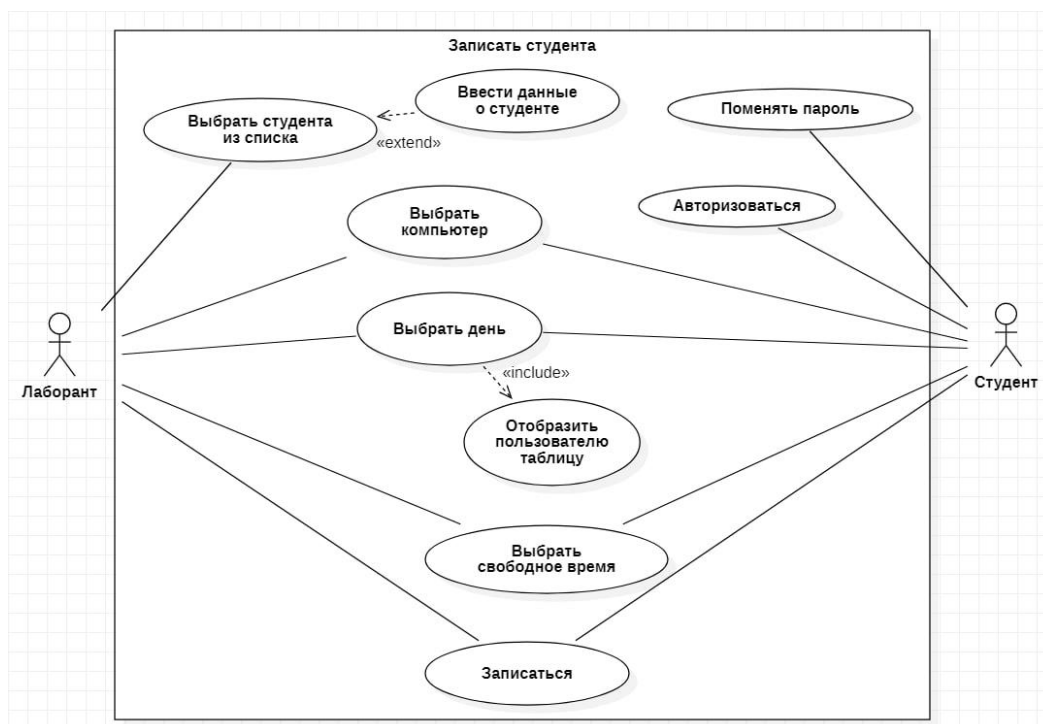 Записать студента
Ввести данные
о студенте
Поменять пароль
Выбрать студента
из списка
«extend»
Авторизоваться
Выбрать
компьютер
Выбрать день
«include»
Лаборант
Студент
Отобразить
пользователю
таблицу
Выбрать
свободное время
Записаться